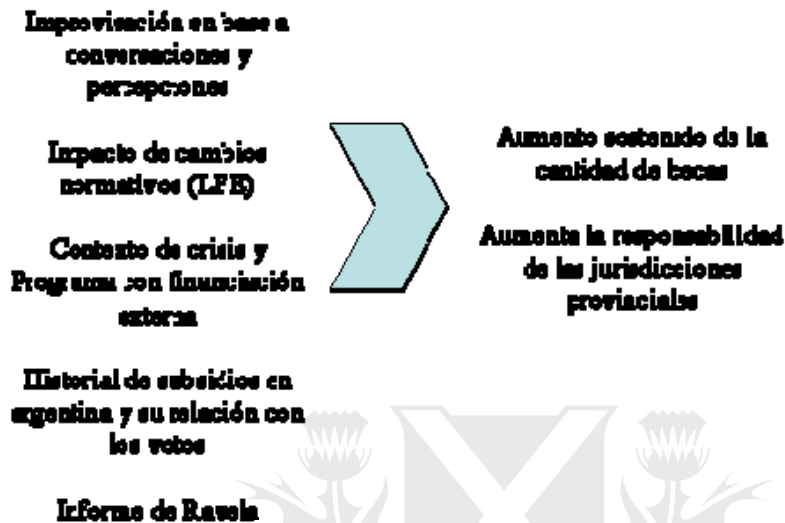 Improvisación en base a
conversaciones y
percepciones
Impacto de cambios
normativos (LFE)
Contexto de crisis y
Programa con financiación
externa
Historial de subsidios en
argentina y su relación con
los votos
Informe de Ravela
Aumento sostenido de la
cantidad de becas
Aumenta la responsabilidad
de las jurisdicciones
provinciales